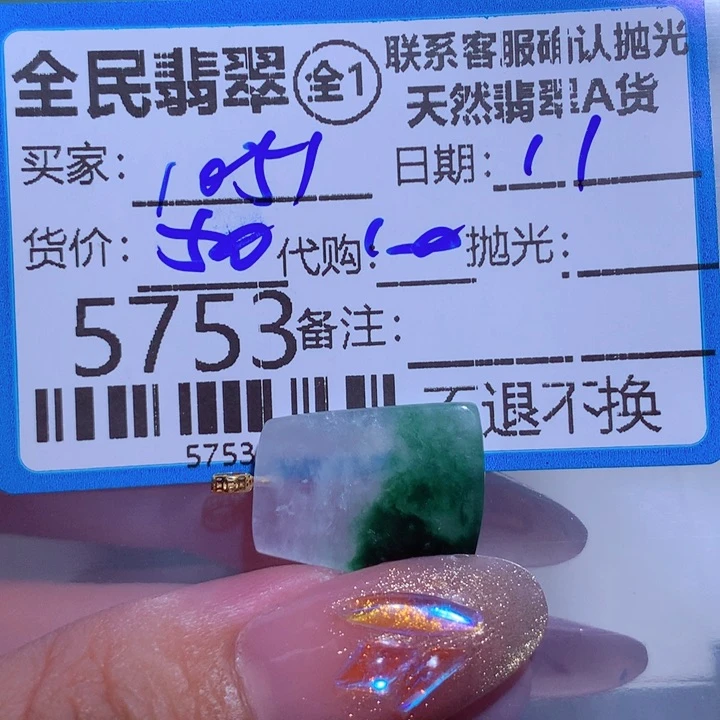 全民翡翠 全1
联系客服确认抛光
天然翡翠A货
买家： 1051 日期： 11
货价： 500 代购： 抛光：
5753 备注：
不退不换
5753